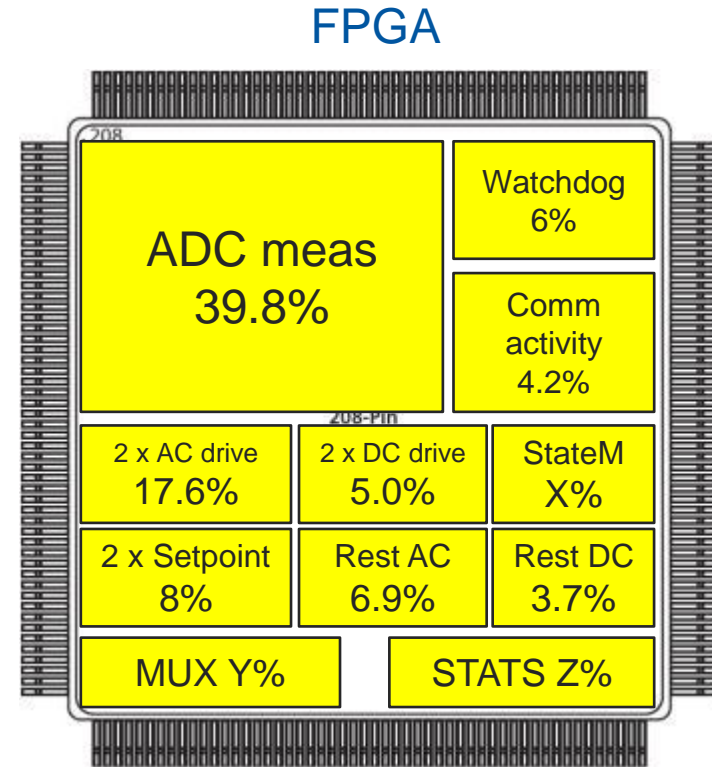 FPGA
208
ADC meas
39.8%
Watchdog
6%
Comm
activity
4.2%
208-Pin
2 x AC drive
17.6%
2 x DC drive
5.0%
StateM
X%
2 x Setpoint
8%
Rest AC
6.9%
Rest DC
3.7%
MUX Y%
STATS Z%